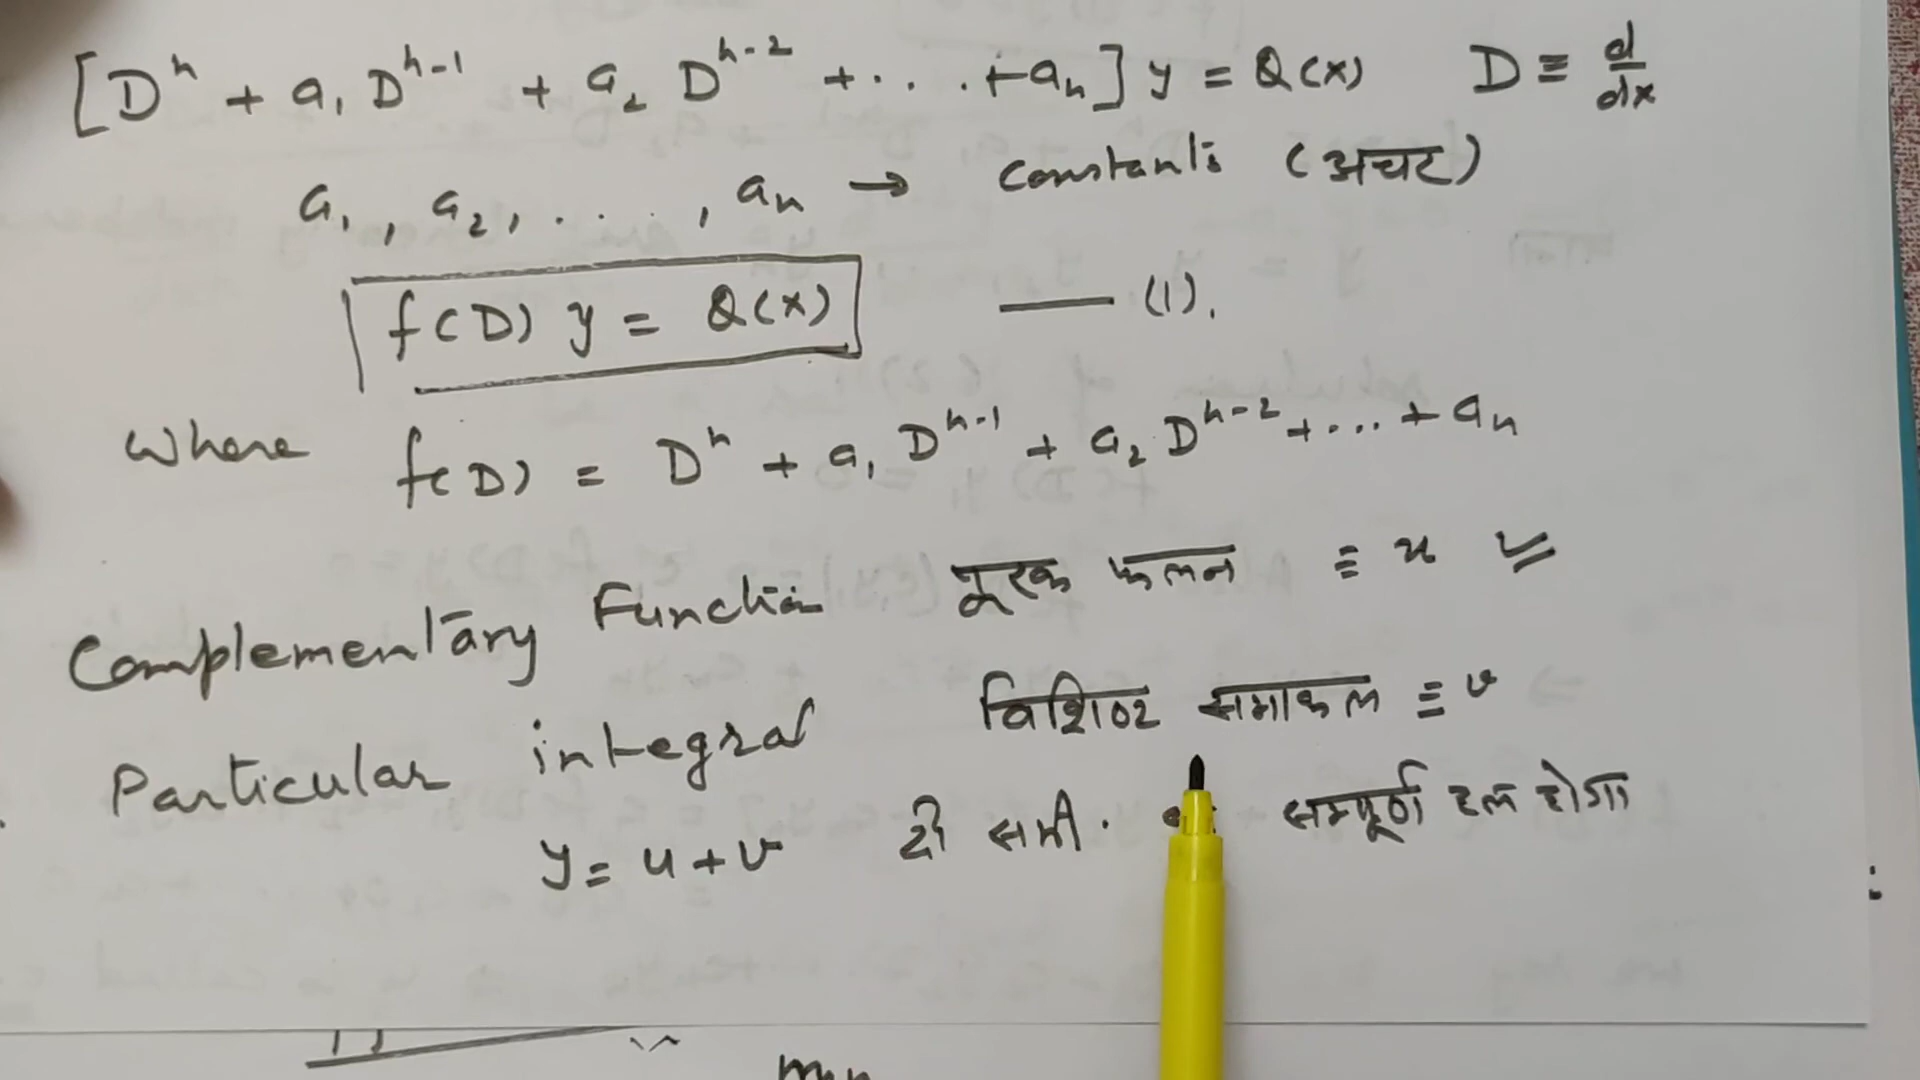 [Dⁿ + a₁ Dⁿ⁻¹ + a₂ Dⁿ⁻² + . . . . + aₙ] y = Q(x) D ≡ d/dx
a₁, a₂, . . . . , aₙ → constants (अचर)
f(D) y = Q(x) —— (1).
Where f(D) = Dⁿ + a₁ Dⁿ⁻¹ + a₂ Dⁿ⁻² + ... + aₙ
Complementary Function पूरक फलन ≡ u
Particular integral विशिष्ट समाकल ≡ v
y = u + v दी समी. सम्पूर्ण हल होगा